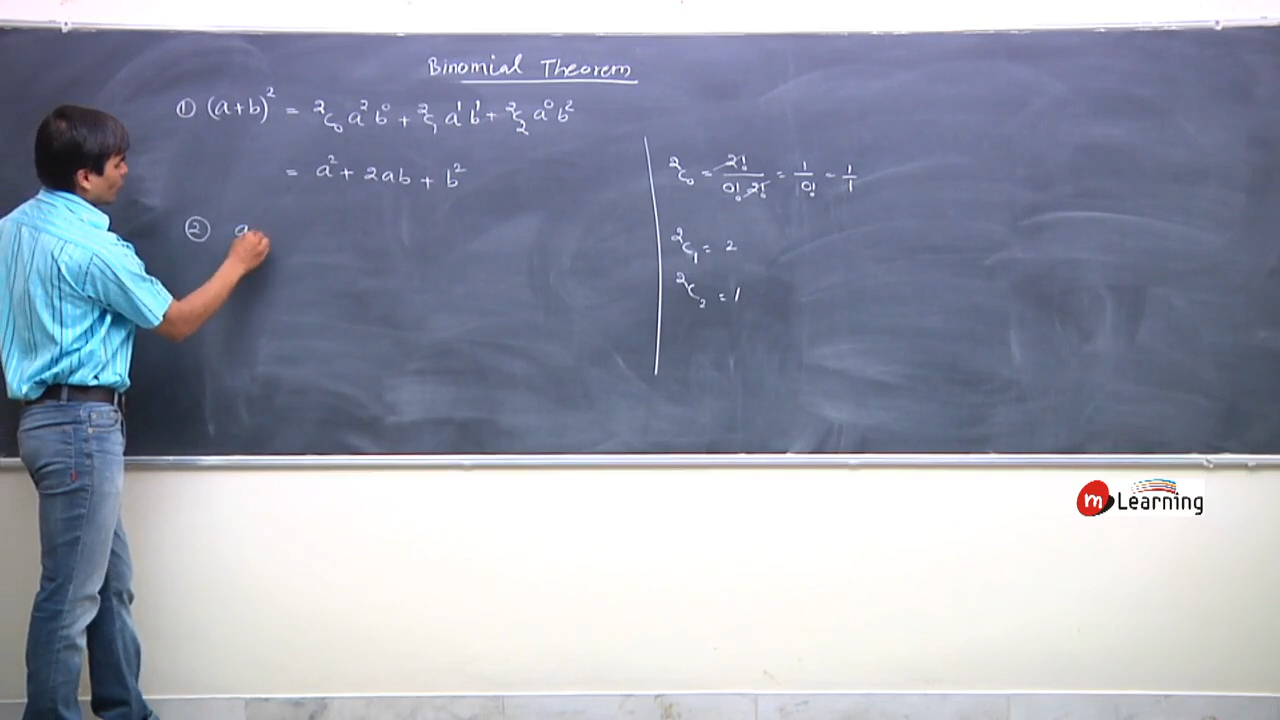 Binomial Theorem
① (a+b)² = ²C₀ a² b⁰ + ²C₁ a¹ b¹ + ²C₂ a⁰ b²
= a² + 2ab + b²
② a
²C₀ = 2!/(0! 2!) = 1/0! = 1/1
²C₁ = 2
²C₂ = 1
m Learning